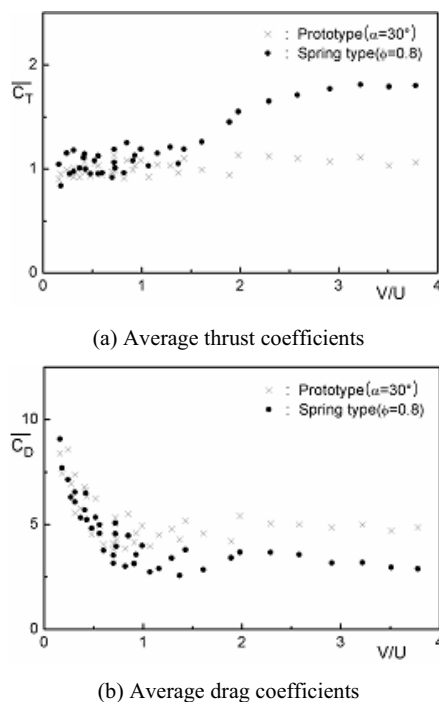 × : Prototype(α=30°)
• : Spring type(ϕ=0.8)
2
C_T
1
0
0 1 2 3 4
V/U
(a) Average thrust coefficients
× : Prototype(α=30°)
• : Spring type(ϕ=0.8)
10
C_D
5
0
0 1 2 3 4
V/U
(b) Average drag coefficients